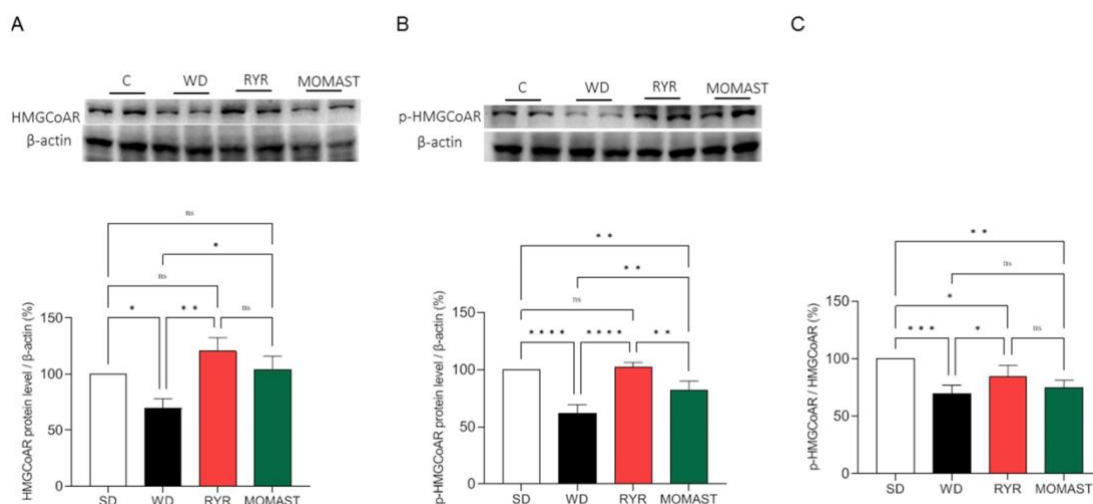 A
B
C
C WD RYR MOMAST
HMGCoAR
β-actin
C WD RYR MOMAST
p-HMGCoAR
β-actin
ns
*
ns
* ** ns
HMGCoAR protein level / β-actin (%)
150
100
50
0
SD WD RYR MOMAST
**
**
ns
**** **** **
p-HMGCoAR protein level / β-actin (%)
150
100
50
0
SD WD RYR MOMAST
**
ns
*
*** * ns
p-HMGCoAR / HMGCoAR (%)
150
100
50
0
SD WD RYR MOMAST